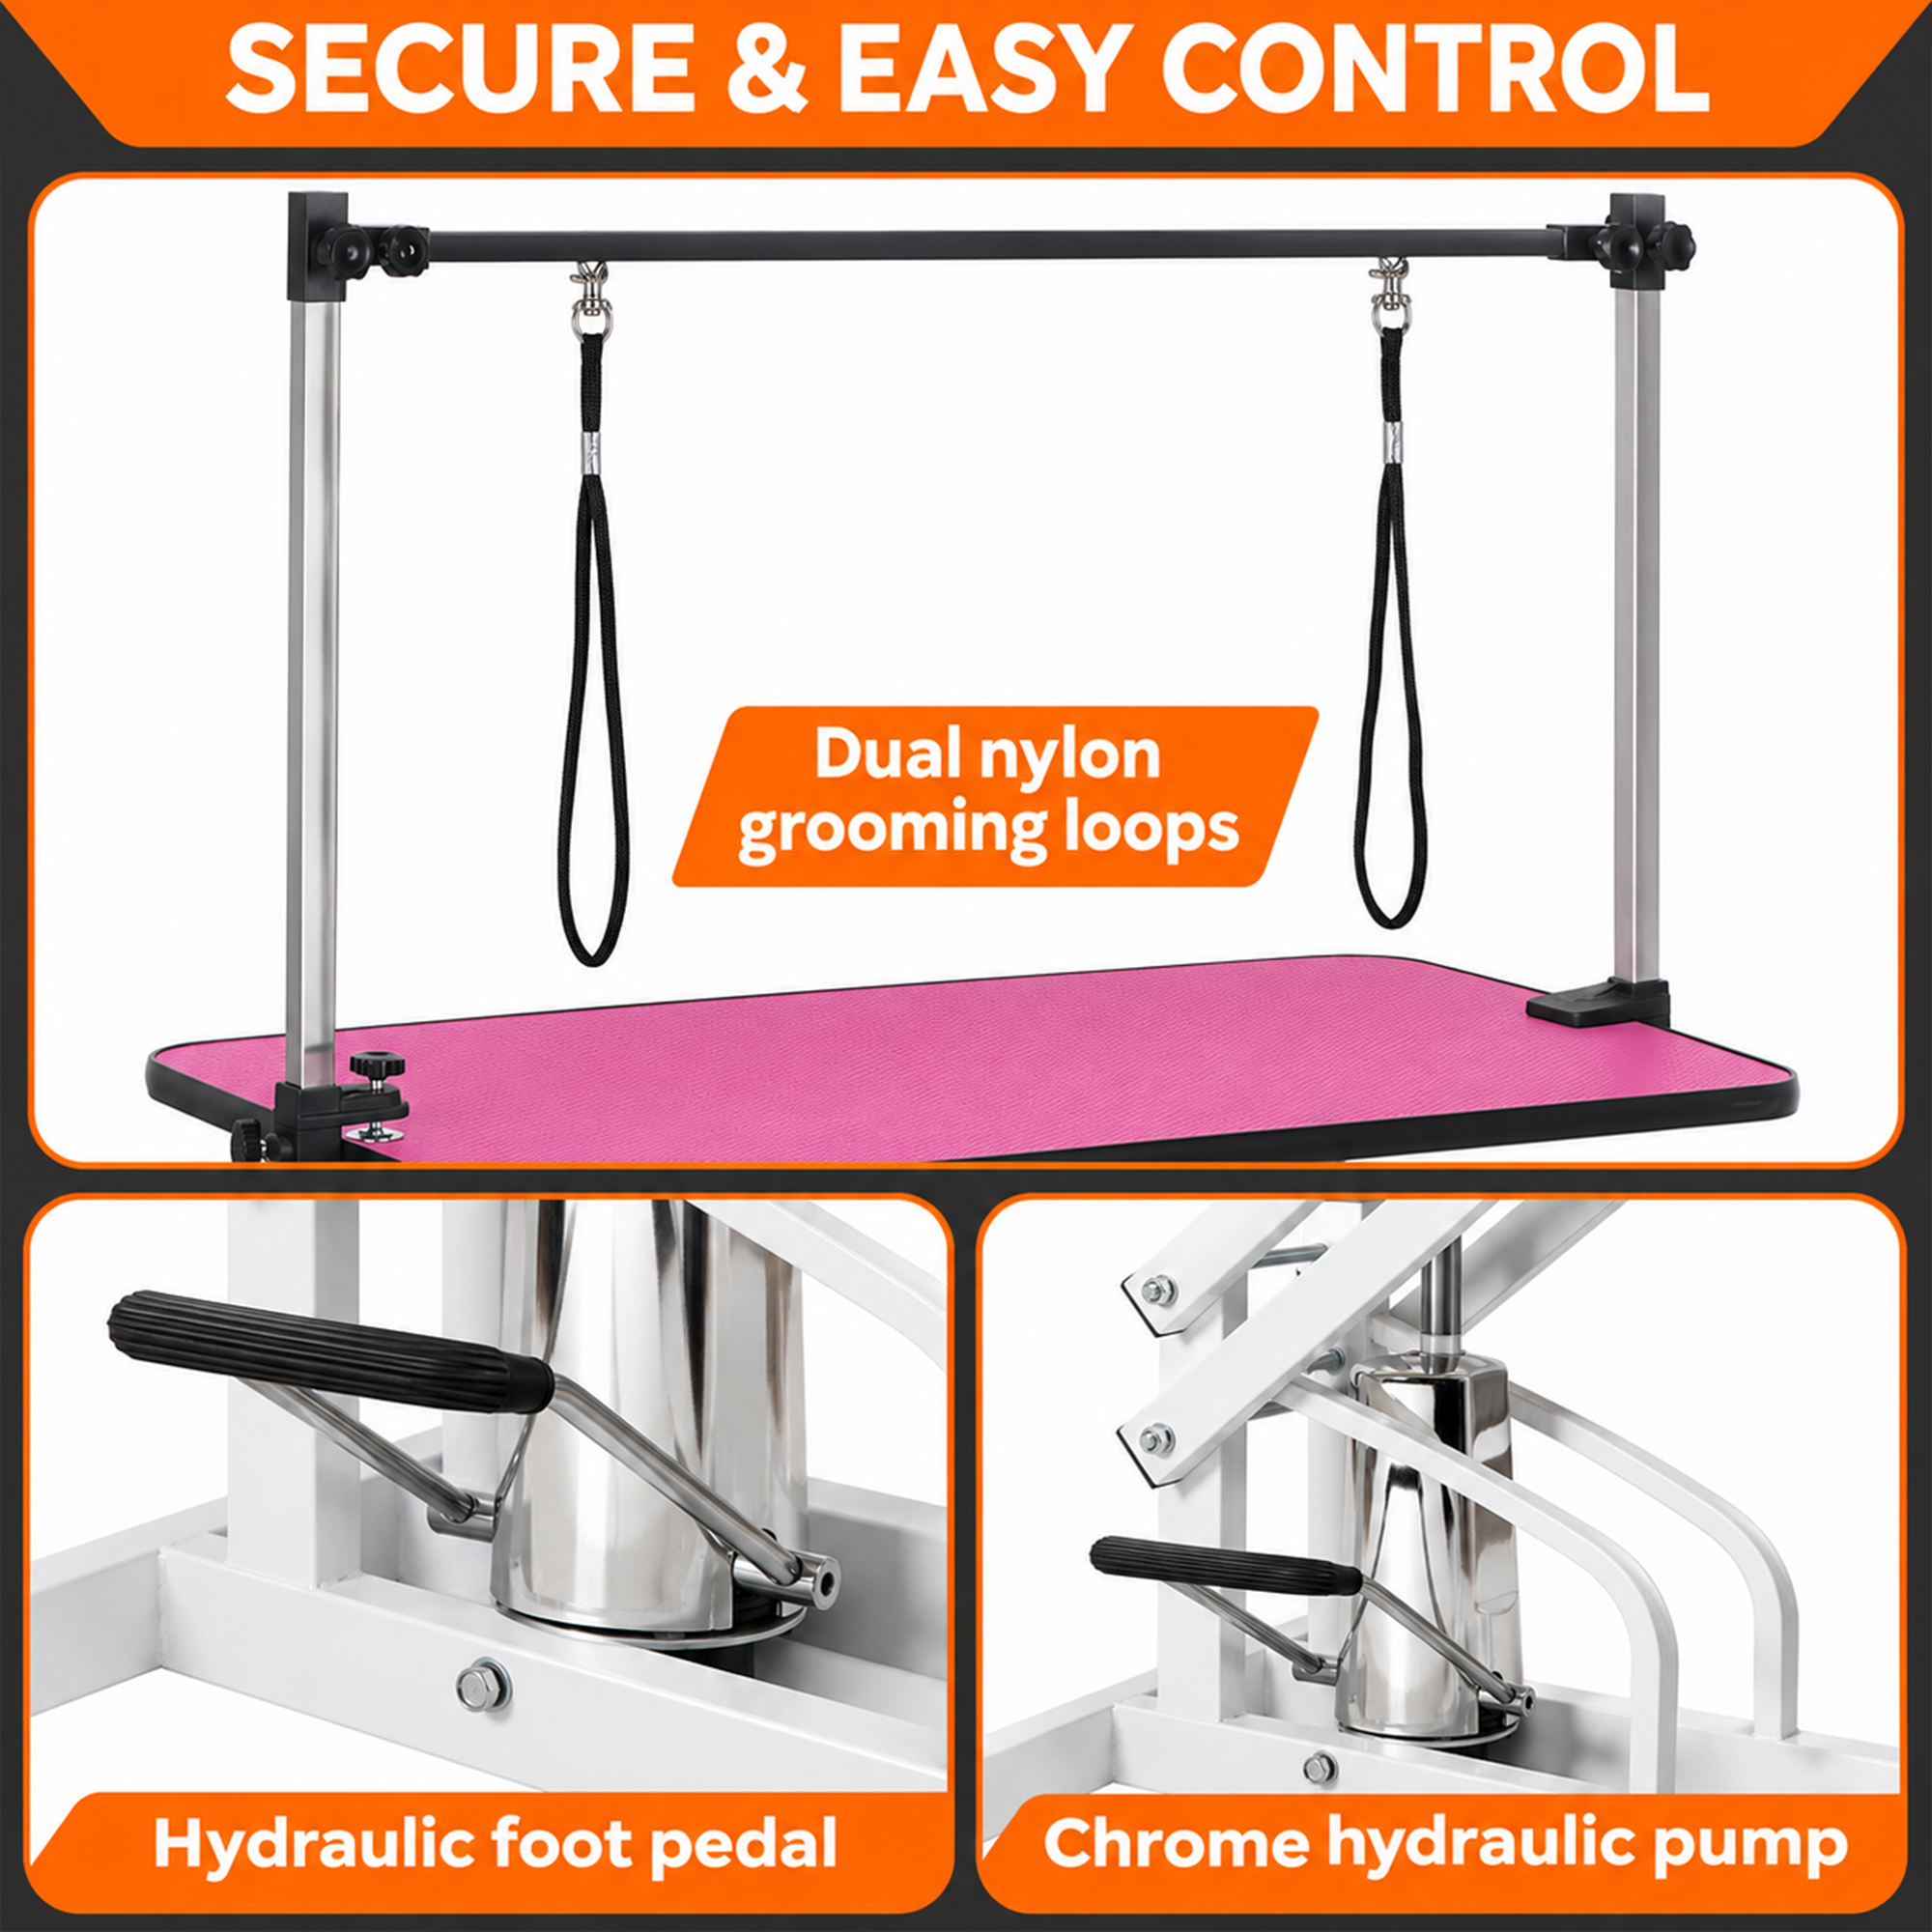 SECURE & EASY CONTROL
Dual nylon
grooming loops
Hydraulic foot pedal
Chrome hydraulic pump